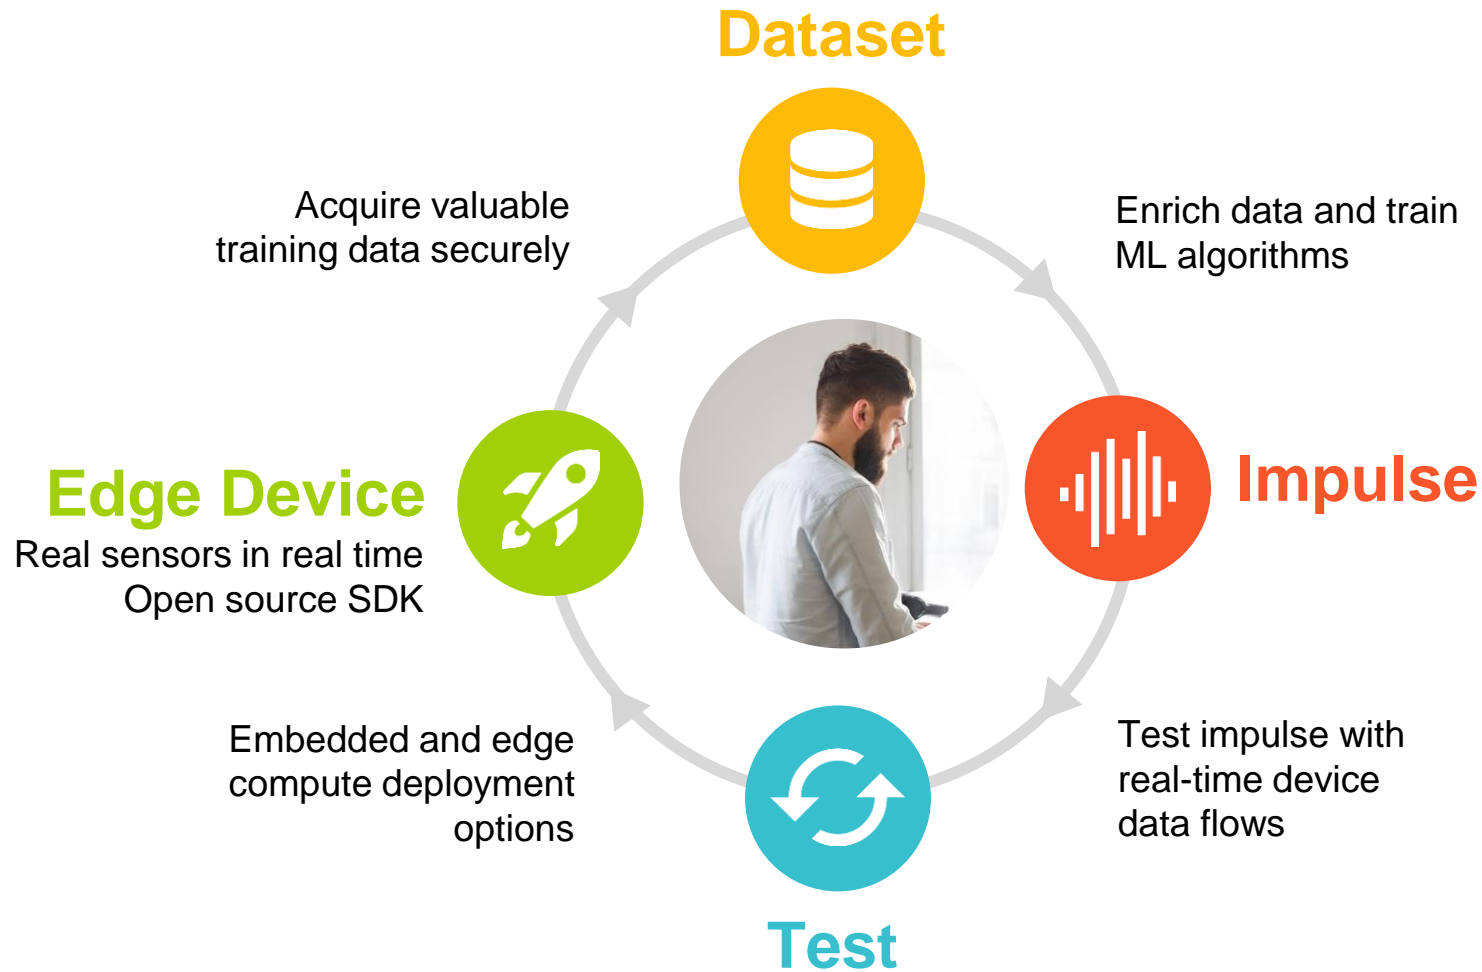 Dataset
Acquire valuable
training data securely
Enrich data and train
ML algorithms
Edge Device
Real sensors in real time
Open source SDK
Impulse
Embedded and edge
compute deployment
options
Test impulse with
real-time device
data flows
Test